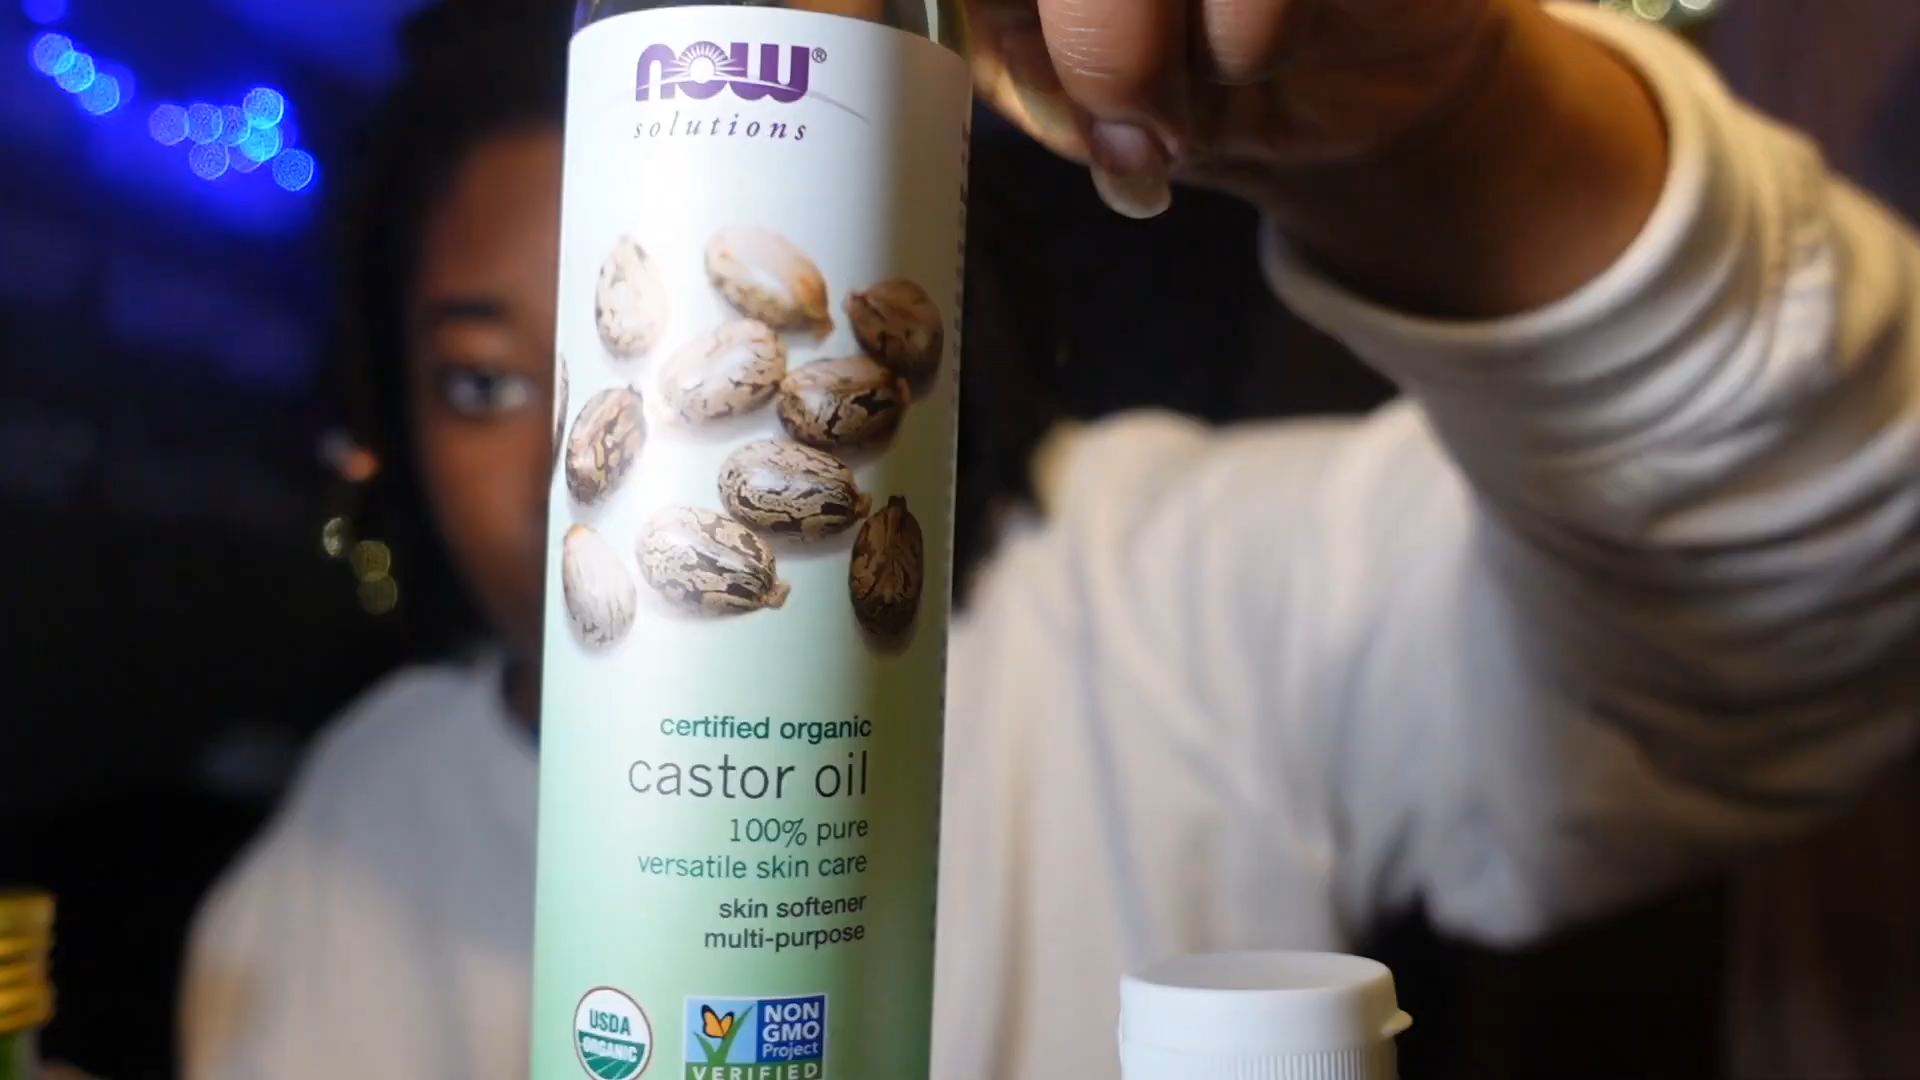 now®
solutions
certified organic
castor oil
100% pure
versatile skin care
skin softener
multi-purpose
USDA
ORGANIC
NON
GMO
Project
VERIFIED